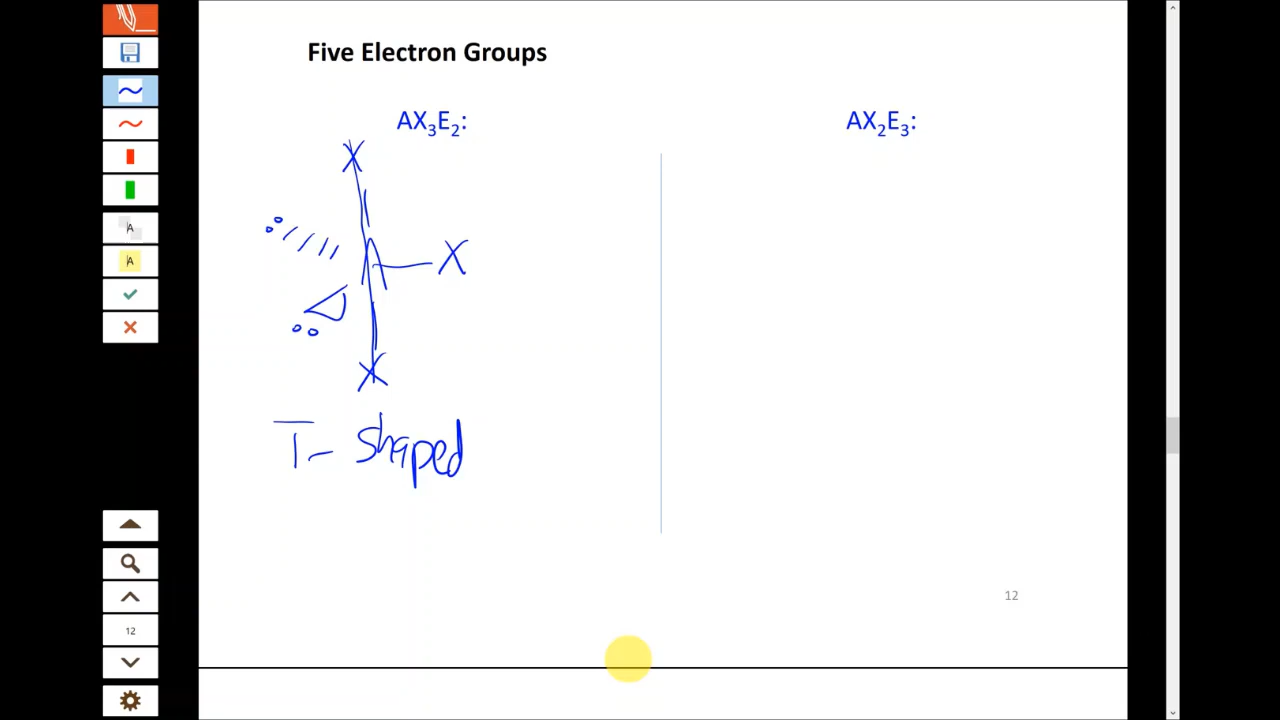 Five Electron Groups
AX₃E₂:
X
A
X
X
T- shaped
AX₂E₃:
12
A
A
12